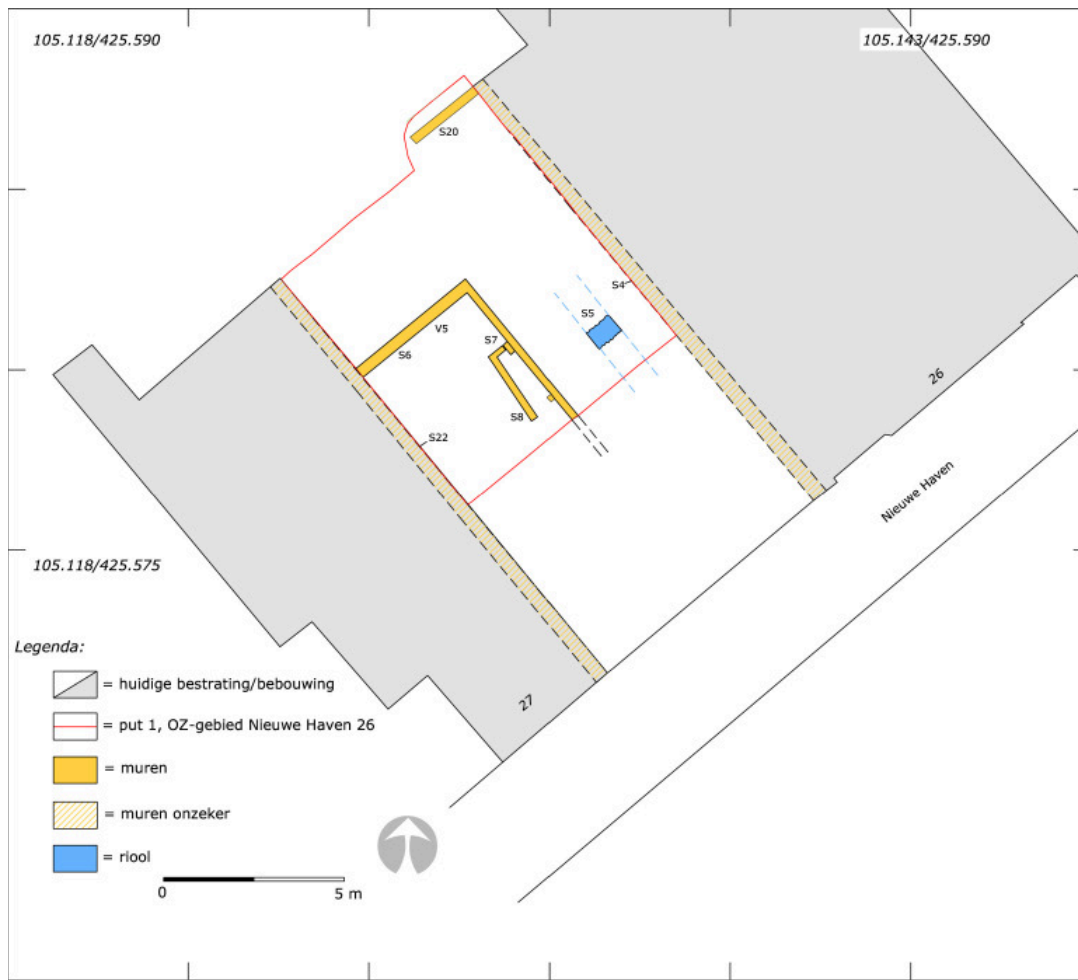 105.118/425.590
105.143/425.590
S20
S4
S5
V5
S7
S6
26
S8
S22
Nieuwe Haven
105.118/425.575
Legenda:
= huidige bestrating/bebouwing
27
= put 1, OZ-gebied Nieuwe Haven 26
= muren
= muren onzeker
= riool
0
5 m